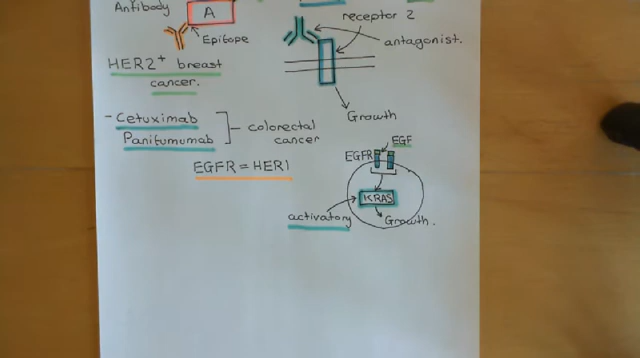 Antibody
A
Epitope
HER2+ breast
cancer.
receptor 2
antagonist.
Growth
- Cetuximab
Panitumumab
colorectal
cancer
EGFR = HER1
EGF
EGFR
KRAS
activatory
Growth.